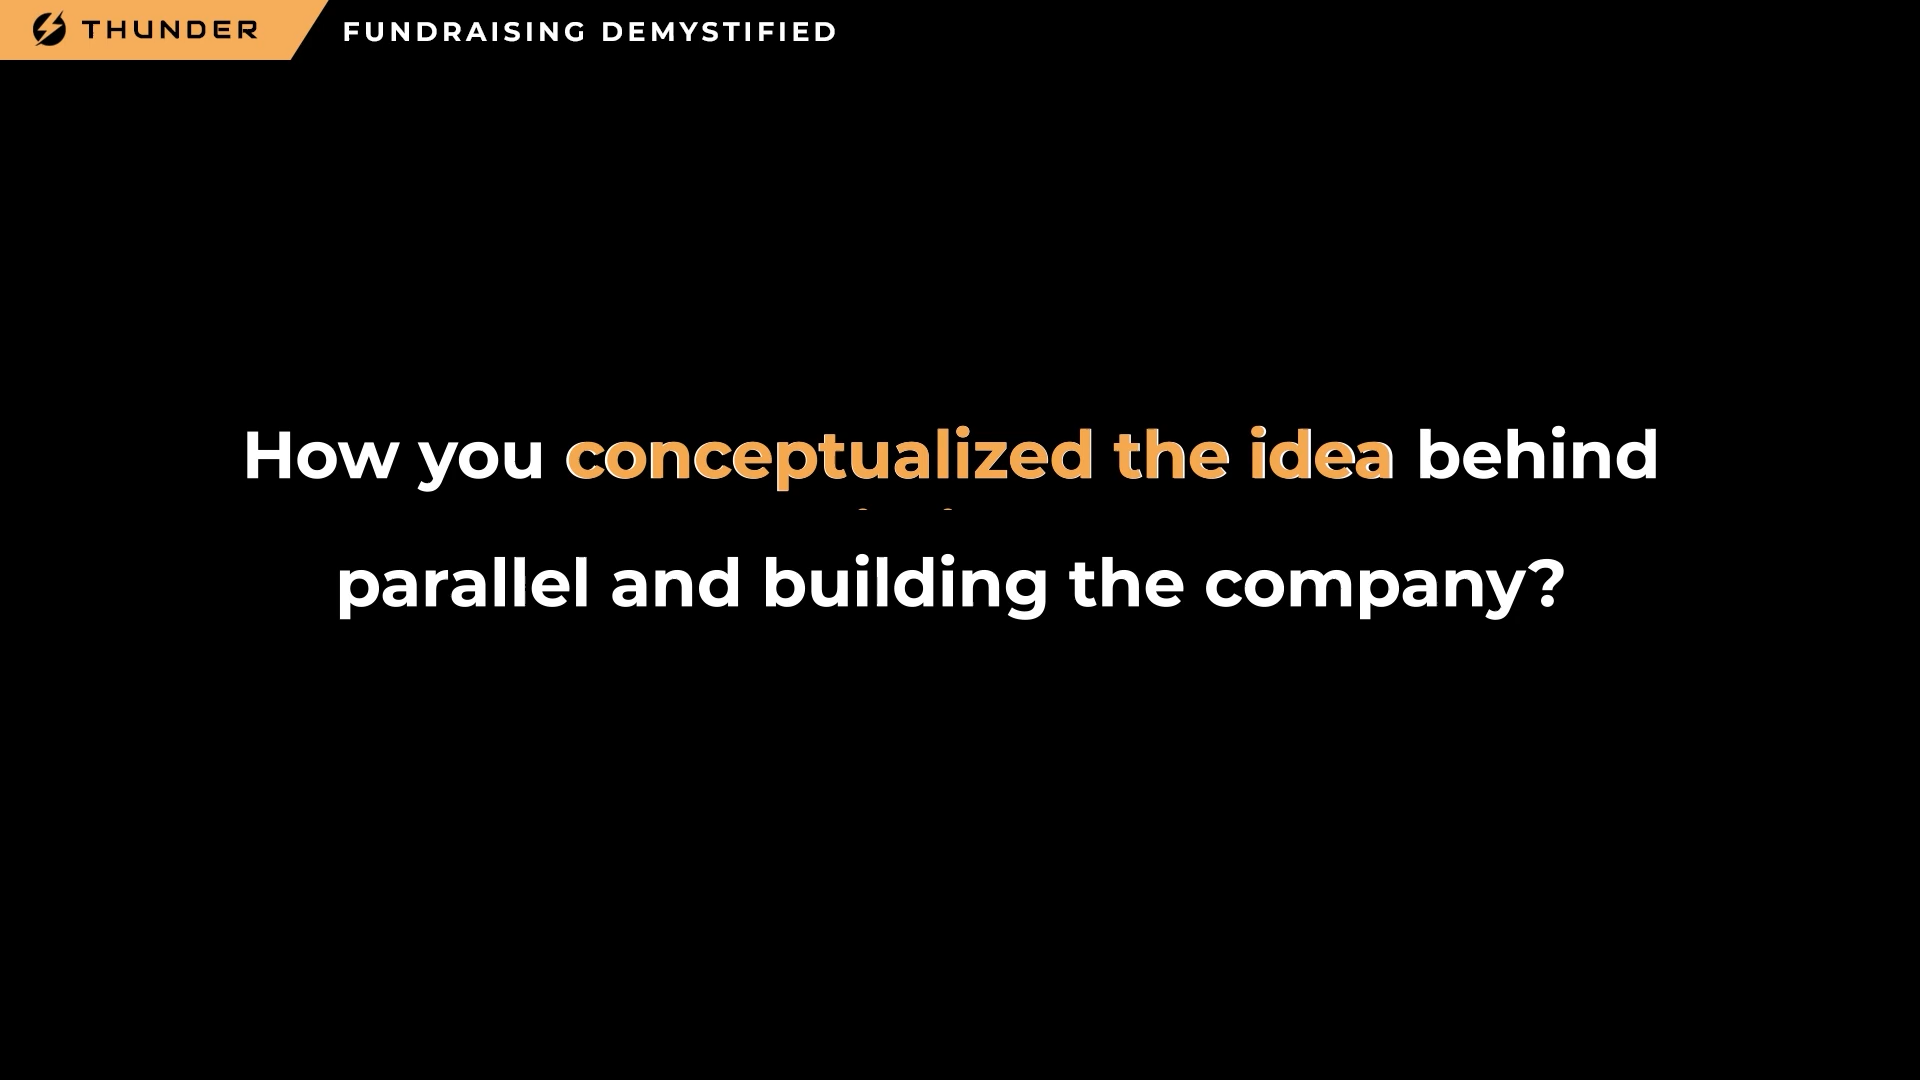 THUNDER FUNDRAISING DEMYSTIFIED
How you conceptualized the idea behind
parallel and building the company?